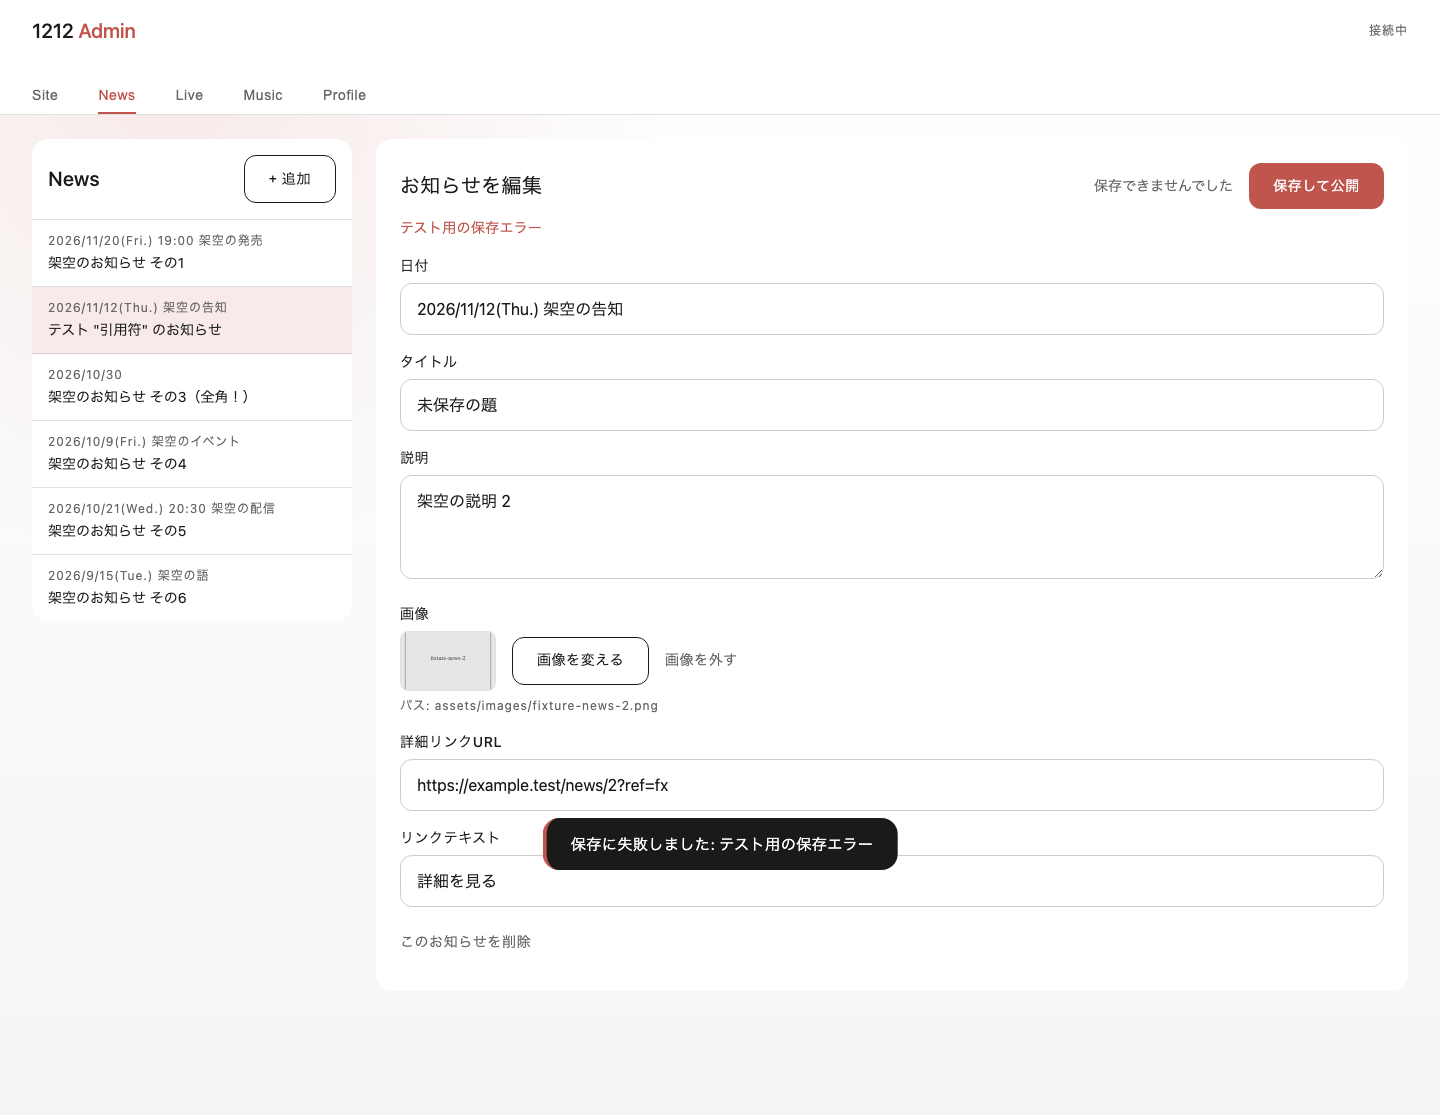 1212 Admin
接続中
Site News Live Music Profile
News
+ 追加
2026/11/20(Fri.) 19:00 架空の発売
架空のお知らせ その1
2026/11/12(Thu.) 架空の告知
テスト "引用符" のお知らせ
2026/10/30
架空のお知らせ その3（全角！）
2026/10/9(Fri.) 架空のイベント
架空のお知らせ その4
2026/10/21(Wed.) 20:30 架空の配信
架空のお知らせ その5
2026/9/15(Tue.) 架空の語
架空のお知らせ その6
お知らせを編集
保存できませんでした
保存して公開
テスト用の保存エラー
日付
2026/11/12(Thu.) 架空の告知
タイトル
未保存の題
説明
架空の説明 2
画像
fixture-news-2
画像を変える
画像を外す
パス: assets/images/fixture-news-2.png
詳細リンクURL
https://example.test/news/2?ref=fx
リンクテキスト
保存に失敗しました: テスト用の保存エラー
詳細を見る
このお知らせを削除